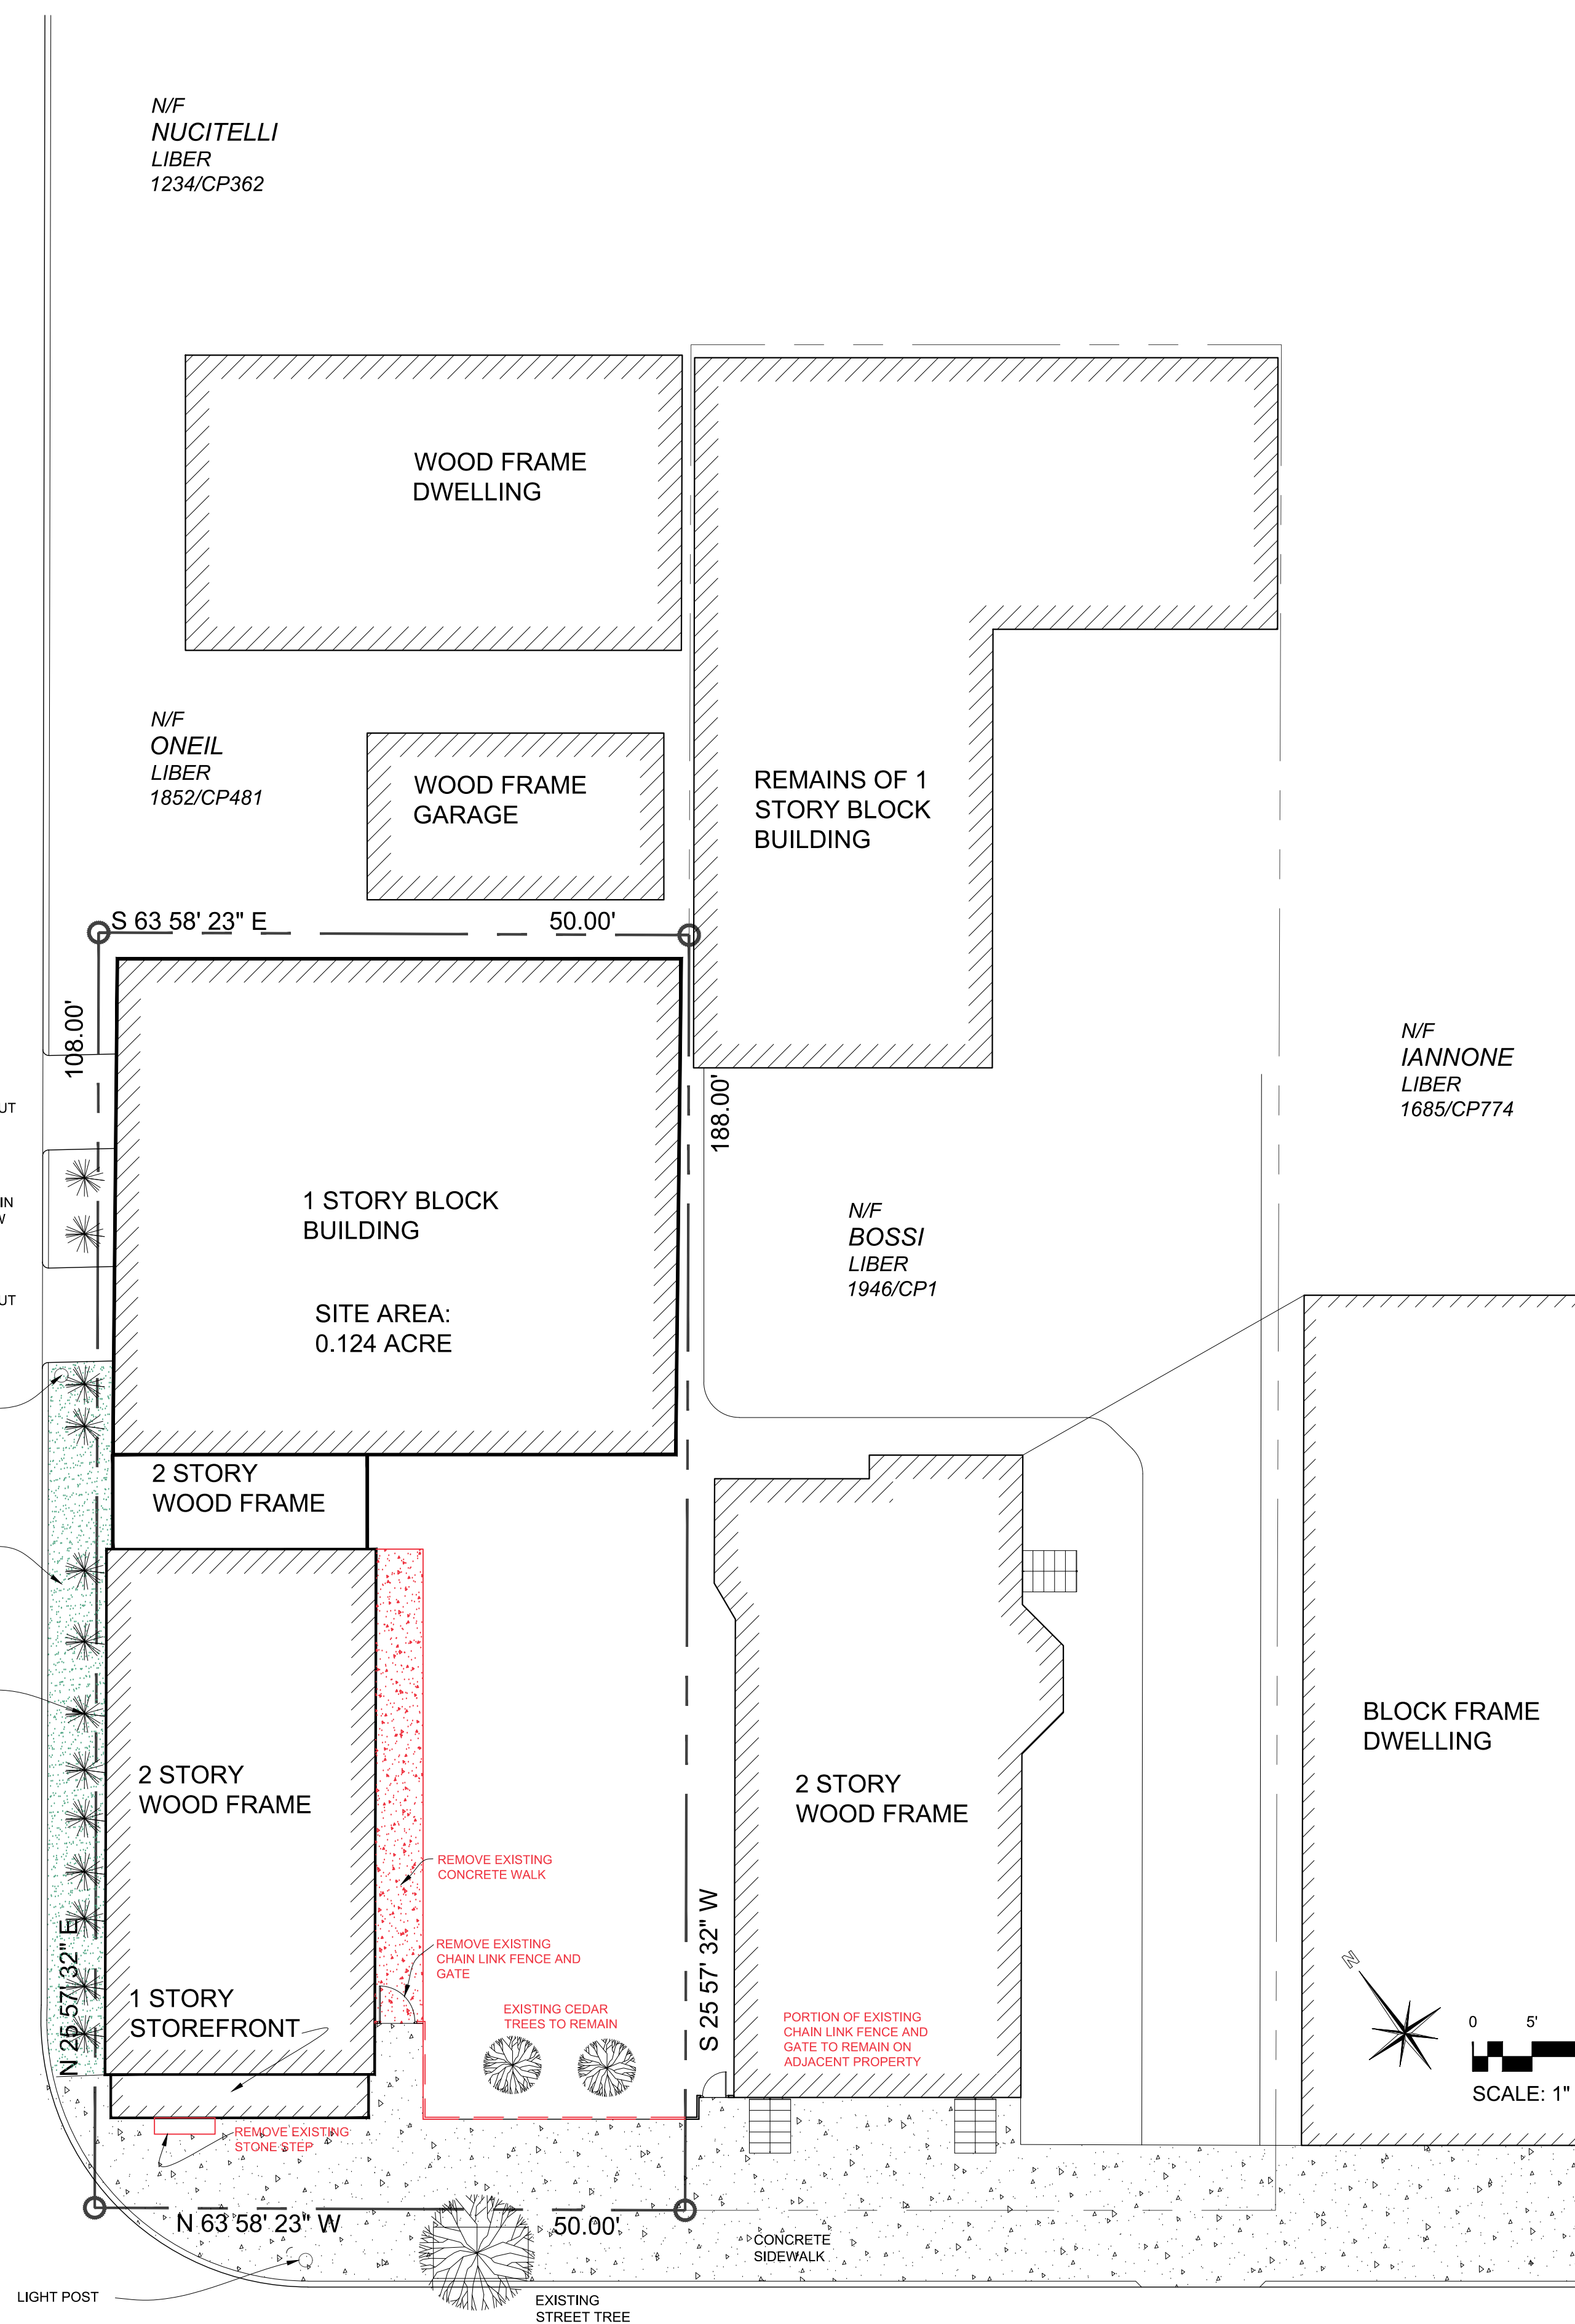 N/F
NUCITELLI
LIBER
1234/CP362
WOOD FRAME
DWELLING
N/F
ONEIL
LIBER
1852/CP481
WOOD FRAME
GARAGE
REMAINS OF 1
STORY BLOCK
BUILDING
S 63 58' 23" E
50.00'
108.00'
188.00'
N/F
IANNONE
LIBER
1685/CP774
UT
IN
W
UT
1 STORY BLOCK
BUILDING
SITE AREA:
0.124 ACRE
N/F
BOSSI
LIBER
1946/CP1
2 STORY
WOOD FRAME
2 STORY
WOOD FRAME
2 STORY
WOOD FRAME
BLOCK FRAME
DWELLING
REMOVE EXISTING
CONCRETE WALK
REMOVE EXISTING
CHAIN LINK FENCE AND
GATE
N 25 57' 32" E
S 25 57' 32" W
1 STORY
STOREFRONT
EXISTING CEDAR
TREES TO REMAIN
PORTION OF EXISTING
CHAIN LINK FENCE AND
GATE TO REMAIN ON
ADJACENT PROPERTY
N
0 5'
SCALE: 1"
REMOVE EXISTING
STONE STEP
N 63 58' 23" W
50.00'
CONCRETE
SIDEWALK
LIGHT POST
EXISTING
STREET TREE